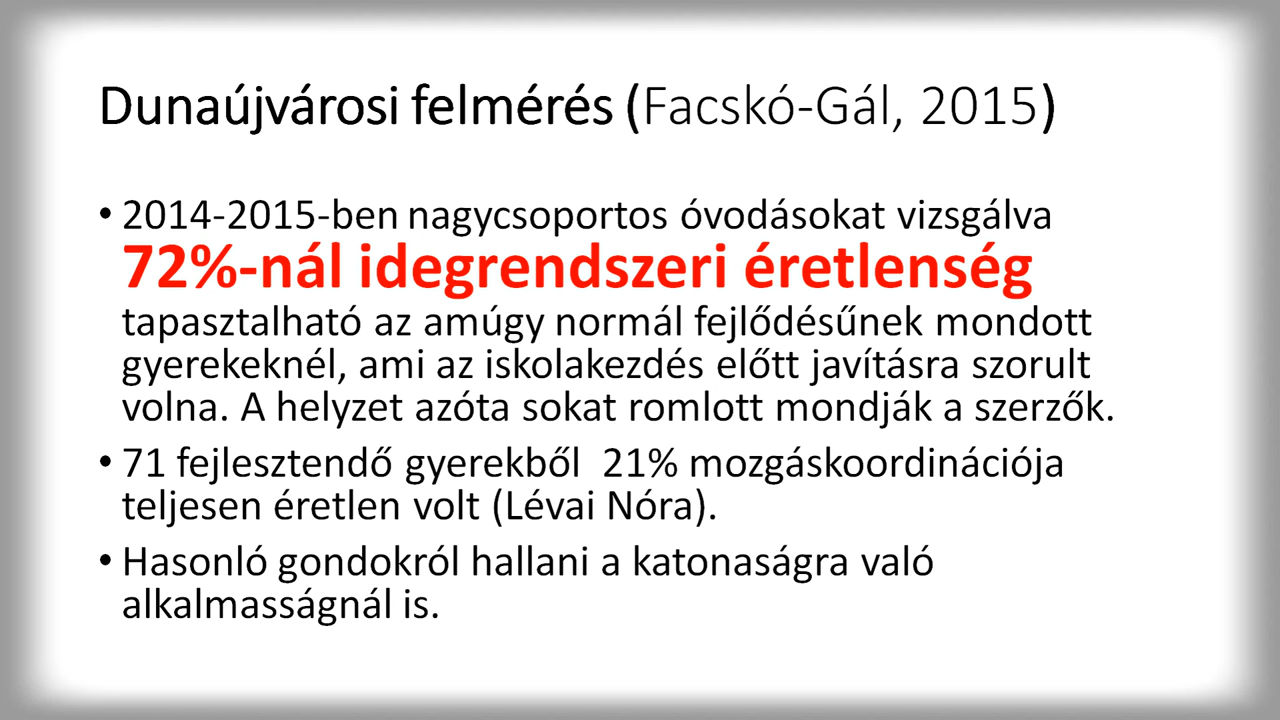 Dunaújvárosi felmérés (Facskó-Gál, 2015)
• 2014-2015-ben nagycsoportos óvodásokat vizsgálva
72%-nál idegrendszeri éretlenség
tapasztalható az amúgy normál fejlődésűnek mondott
gyerekeknél, ami az iskolakezdés előtt javításra szorult
volna. A helyzet azóta sokat romlott mondják a szerzők.
• 71 fejlesztendő gyerekből 21% mozgáskoordinációja
teljesen éretlen volt (Lévai Nóra).
• Hasonló gondokról hallani a katonaságra való
alkalmasságnál is.